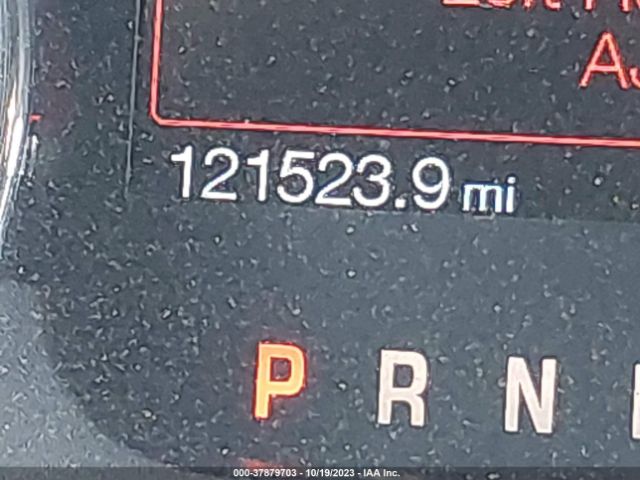 121523.9 mi
P R N
000-37879703 - 10/19/2023 - IAA Inc.